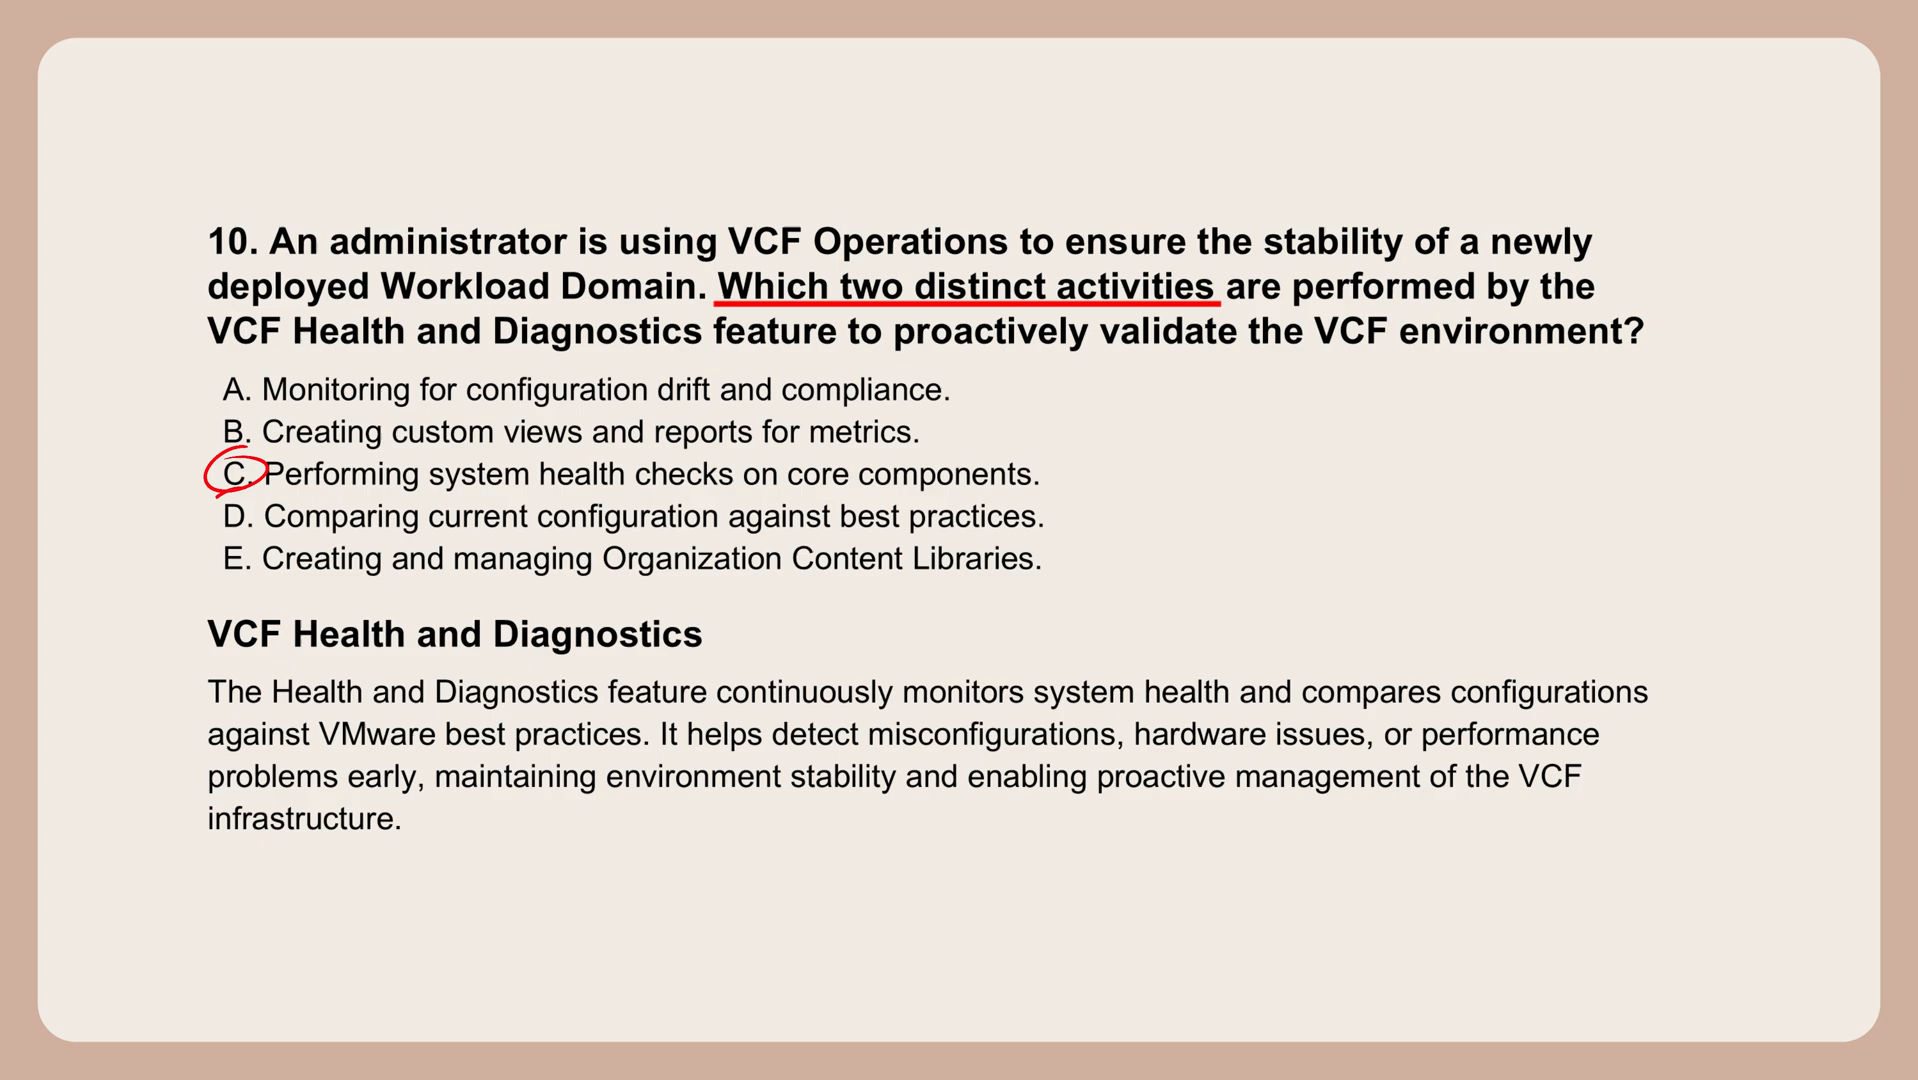 10. An administrator is using VCF Operations to ensure the stability of a newly
deployed Workload Domain. Which two distinct activities are performed by the
VCF Health and Diagnostics feature to proactively validate the VCF environment?
A. Monitoring for configuration drift and compliance.
B. Creating custom views and reports for metrics.
C. Performing system health checks on core components.
D. Comparing current configuration against best practices.
E. Creating and managing Organization Content Libraries.
VCF Health and Diagnostics
The Health and Diagnostics feature continuously monitors system health and compares configurations
against VMware best practices. It helps detect misconfigurations, hardware issues, or performance
problems early, maintaining environment stability and enabling proactive management of the VCF
infrastructure.